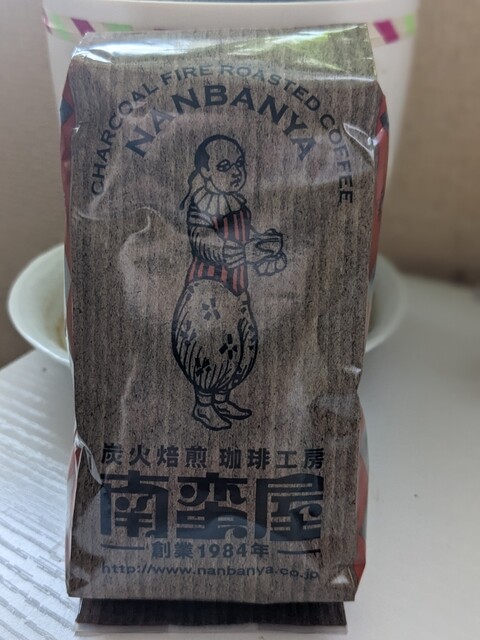 CHARCOAL FIRE ROASTED COFFEE
NANBANYA
炭火焙煎 珈琲工房
南蛮屋
創業1984年
http://www.nanbanya.co.jp